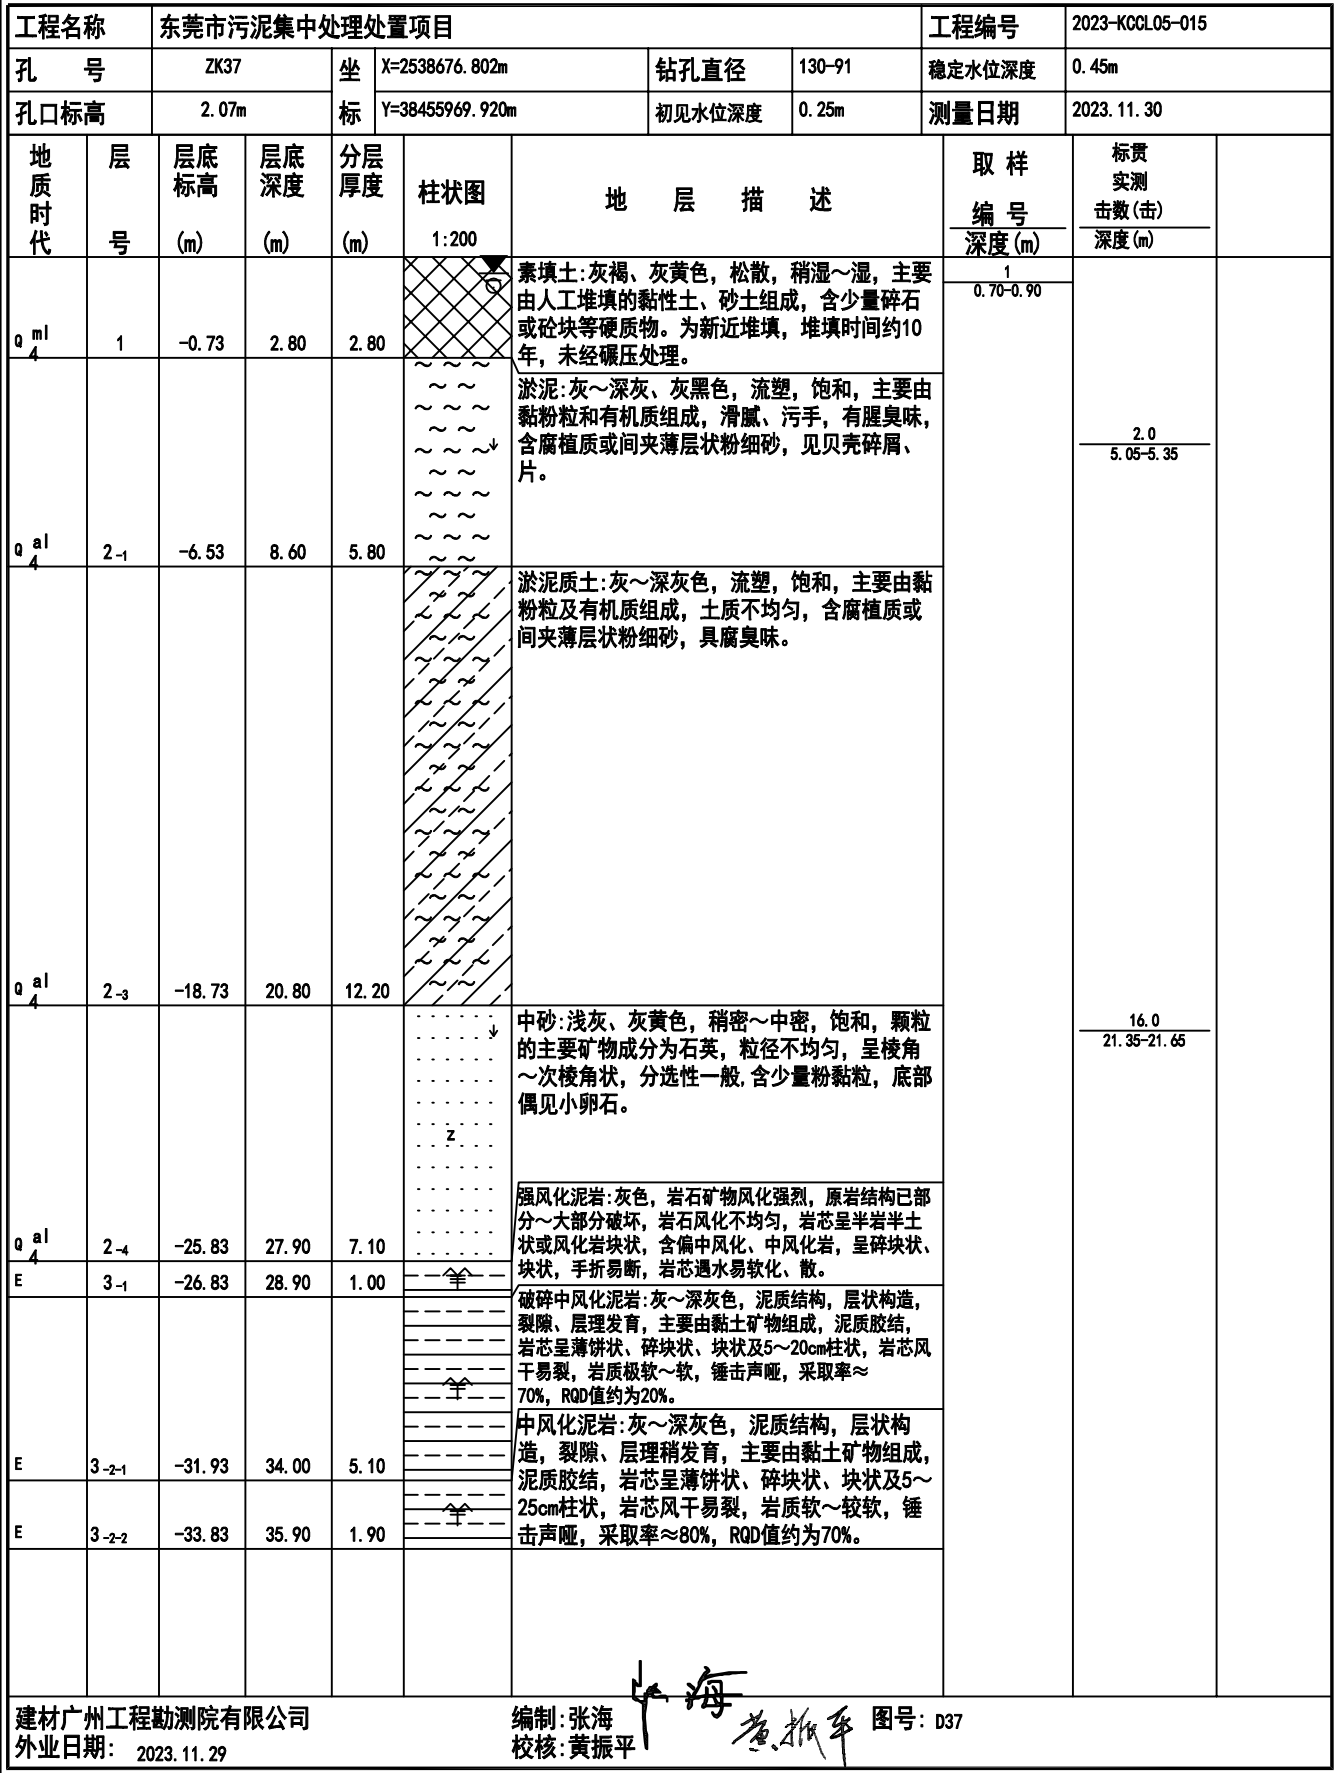 工程名称 东莞市污泥集中处理处置项目 工程编号 2023-KCCL05-015
孔 号 ZK37 坐 X=2538676.802m 钻孔直径 130-91 稳定水位深度 0.45m
孔口标高 2.07m 标 Y=38455969.920m 初见水位深度 0.25m 测量日期 2023.11.30
地质时代 层号 层底标高(m) 层底深度(m) 分层厚度(m) 柱状图 1:200 地 层 描 述 取样编号 深度(m) 标贯实测击数(击) 深度(m)
素填土:灰褐、灰黄色，松散，稍湿～湿，主要
由人工堆填的黏性土、砂土组成，含少量碎石
或砼块等硬质物。为新近堆填，堆填时间约10
年，未经碾压处理。
1
0.70-0.90
Q ml 4 1 -0.73 2.80 2.80
淤泥:灰～深灰、灰黑色，流塑，饱和，主要由
黏粉粒和有机质组成，滑腻、污手，有腥臭味，
含腐植质或间夹薄层状粉细砂，见贝壳碎屑、
片。
2.0
5.05-5.35
Q al 4 2-1 -6.53 8.60 5.80
淤泥质土:灰～深灰色，流塑，饱和，主要由黏
粉粒及有机质组成，土质不均匀，含腐植质或
间夹薄层状粉细砂，具腐臭味。
Q al 4 2-3 -18.73 20.80 12.20
中砂:浅灰、灰黄色，稍密～中密，饱和，颗粒
的主要矿物成分为石英，粒径不均匀，呈棱角
～次棱角状，分选性一般,含少量粉黏粒，底部
偶见小卵石。
16.0
21.35-21.65
z
Q al 4 2-4 -25.83 27.90 7.10
强风化泥岩:灰色，岩石矿物风化强烈，原岩结构已部
分～大部分破坏，岩石风化不均匀，岩芯呈半岩半土
状或风化岩块状，含偏中风化、中风化岩，呈碎块状、
块状，手折易断，岩芯遇水易软化、散。
E 3-1 -26.83 28.90 1.00
破碎中风化泥岩:灰～深灰色，泥质结构，层状构造，
裂隙、层理发育，主要由黏土矿物组成，泥质胶结，
岩芯呈薄饼状、碎块状、块状及5～20cm柱状，岩芯风
干易裂，岩质极软～软，锤击声哑，采取率≈
70%，RQD值约为20%。
E 3-2-1 -31.93 34.00 5.10
中风化泥岩:灰～深灰色，泥质结构，层状构
造，裂隙、层理稍发育，主要由黏土矿物组成，
泥质胶结，岩芯呈薄饼状、碎块状、块状及5～
25cm柱状，岩芯风干易裂，岩质软～较软，锤
击声哑，采取率≈80%，RQD值约为70%。
E 3-2-2 -33.83 35.90 1.90
建材广州工程勘测院有限公司 编制:张海 张海 图号: D37
外业日期: 2023.11.29 校核:黄振平 黄振平